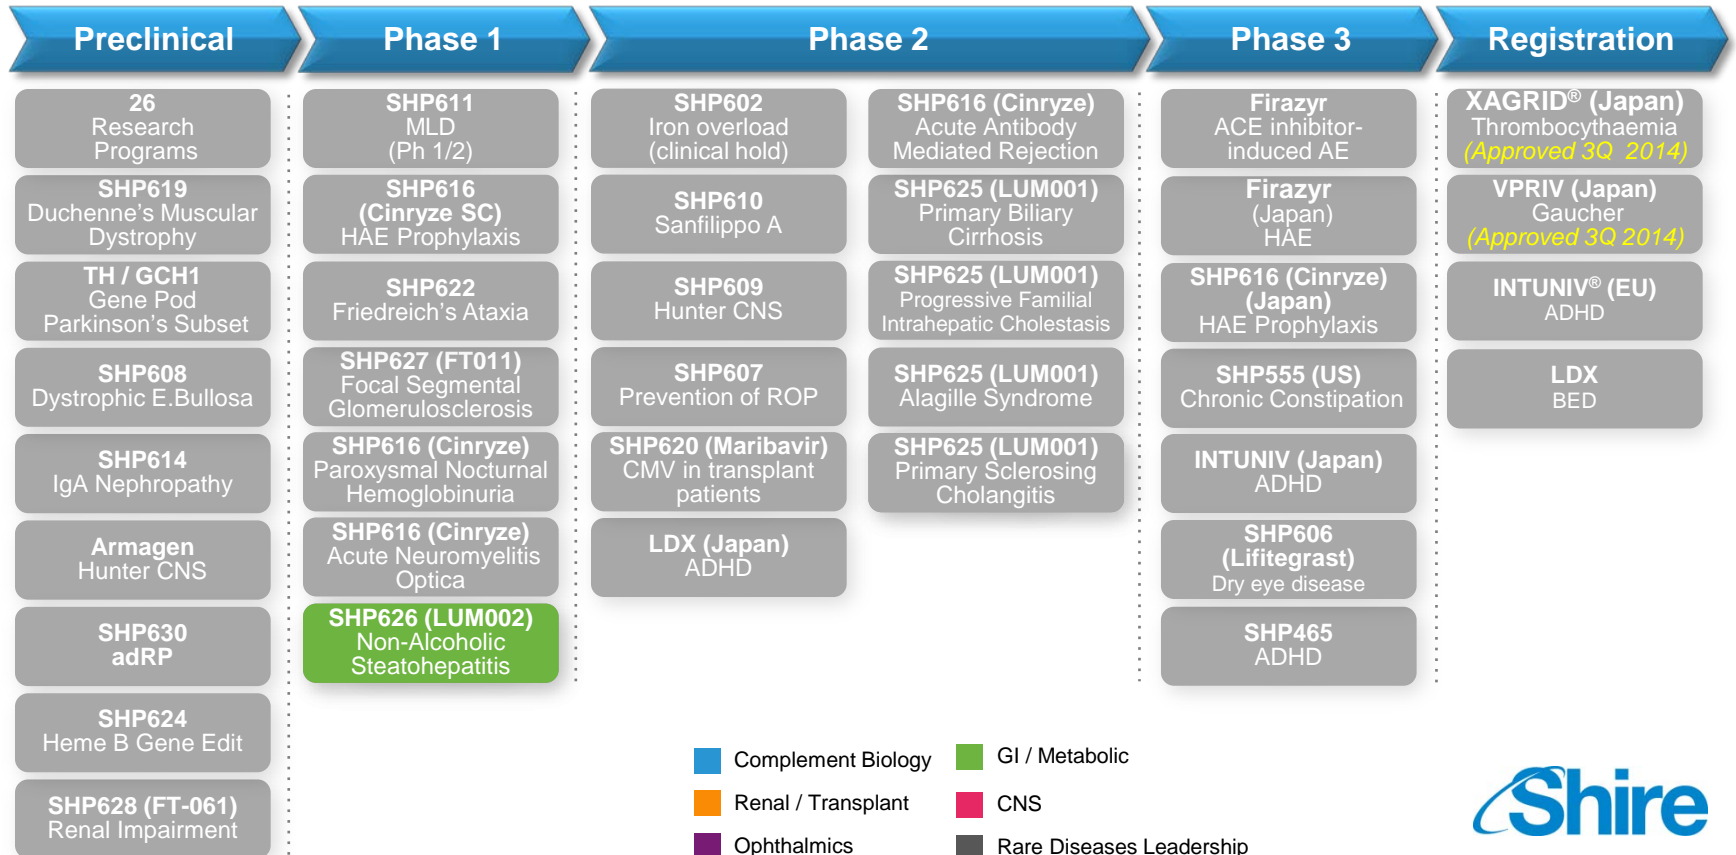 Preclinical
Phase 1
Phase 2
Phase 3
Registration
26
Research
Programs
SHP619
Duchenne's Muscular
Dystrophy
TH / GCH1
Gene Pod
Parkinson's Subset
SHP608
Dystrophic E.Bullosa
SHP614
IgA Nephropathy
Armagen
Hunter CNS
SHP630
adRP
SHP624
Heme B Gene Edit
SHP628 (FT-061)
Renal Impairment
SHP611
MLD
(Ph 1/2)
SHP616
(Cinryze SC)
HAE Prophylaxis
SHP622
Friedreich's Ataxia
SHP627 (FT011)
Focal Segmental
Glomerulosclerosis
SHP616 (Cinryze)
Paroxysmal Nocturnal
Hemoglobinuria
SHP616 (Cinryze)
Acute Neuromyelitis
Optica
SHP626 (LUM002)
Non-Alcoholic
Steatohepatitis
SHP602
Iron overload
(clinical hold)
SHP610
Sanfilippo A
SHP609
Hunter CNS
SHP607
Prevention of ROP
SHP620 (Maribavir)
CMV in transplant
patients
LDX (Japan)
ADHD
SHP616 (Cinryze)
Acute Antibody
Mediated Rejection
SHP625 (LUM001)
Primary Biliary
Cirrhosis
SHP625 (LUM001)
Progressive Familial
Intrahepatic Cholestasis
SHP625 (LUM001)
Alagille Syndrome
SHP625 (LUM001)
Primary Sclerosing
Cholangitis
Firazyr
ACE inhibitor-
induced AE
Firazyr
(Japan)
HAE
SHP616 (Cinryze)
(Japan)
HAE Prophylaxis
SHP555 (US)
Chronic Constipation
INTUNIV (Japan)
ADHD
SHP606
(Lifitegrast)
Dry eye disease
SHP465
ADHD
XAGRID® (Japan)
Thrombocythaemia
(Approved 3Q 2014)
VPRIV (Japan)
Gaucher
(Approved 3Q 2014)
INTUNIV® (EU)
ADHD
LDX
BED
Complement Biology
Renal / Transplant
Ophthalmics
GI / Metabolic
CNS
Rare Diseases Leadership
Shire